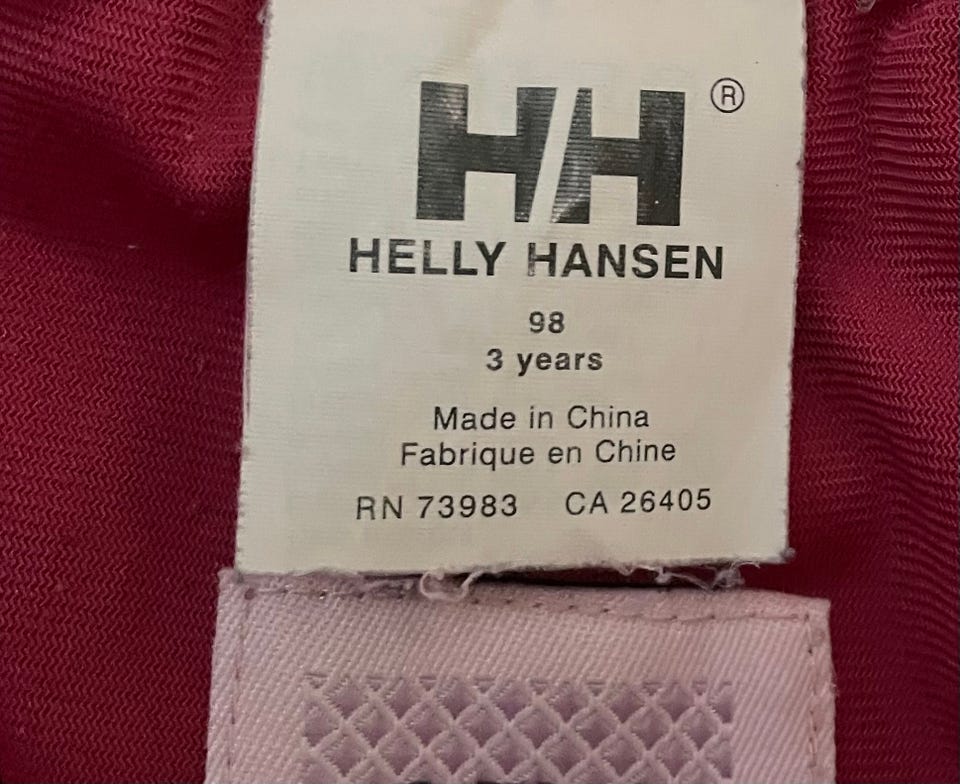 HH ®
HELLY HANSEN
98
3 years
Made in China
Fabrique en Chine
RN 73983 CA 26405